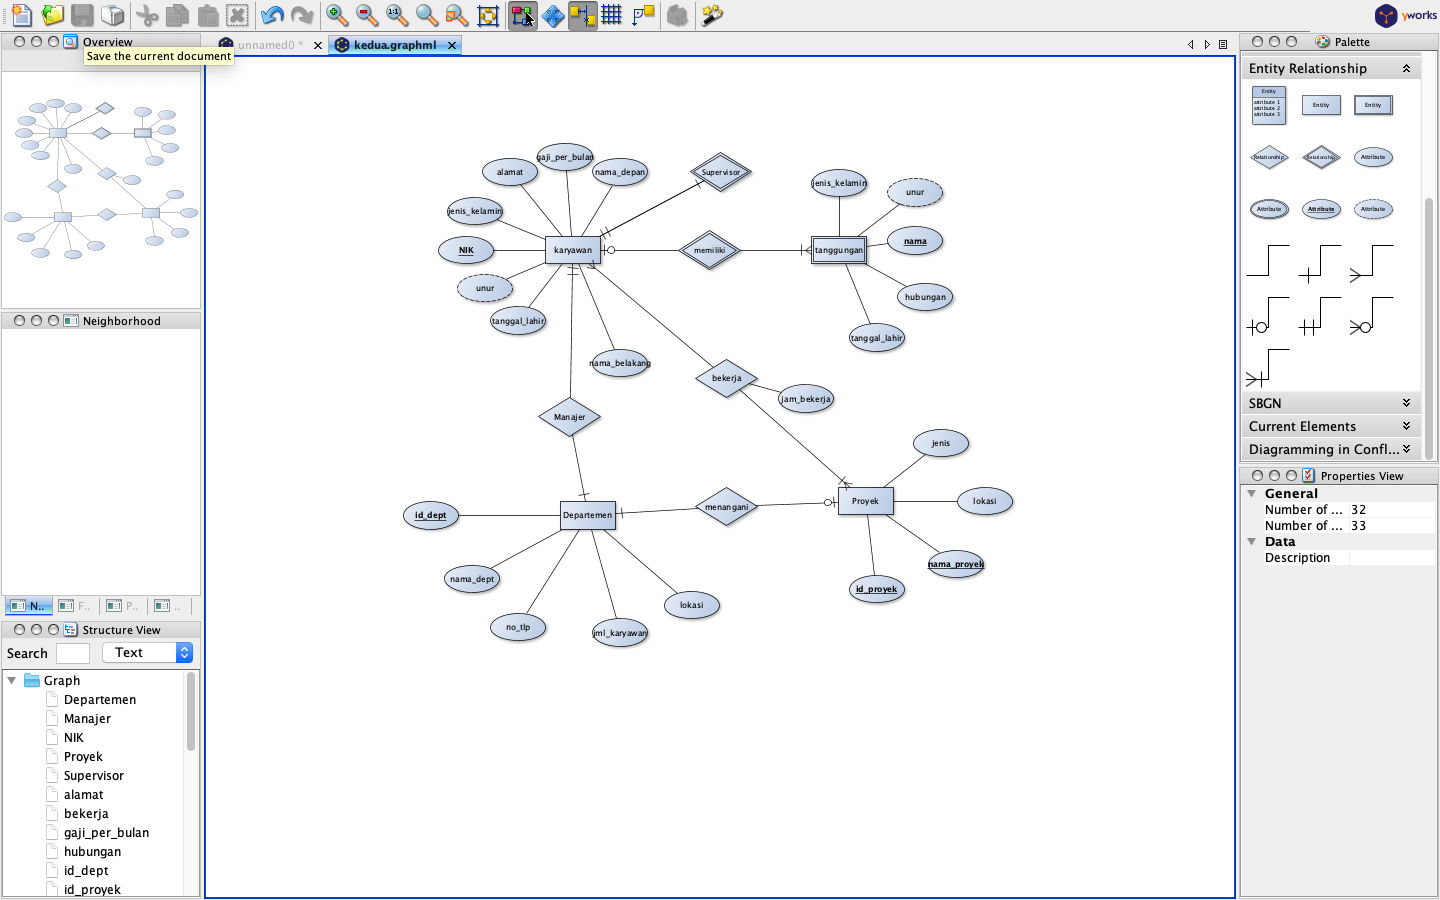 1:1
yworks
Overview
Save the current document
unnamed0 *
kedua.graphml
Palette
Entity Relationship
Entity
attribute 1
attribute 2
attribute 3
Entity
Entity
Relationship
Relationship
Attribute
Attribute
Attribute
Attribute
SBGN
Current Elements
Diagramming in Confl...
Properties View
General
Number of ... 32
Number of ... 33
Data
Description
Neighborhood
N..
F..
P..
..
Structure View
Search
Text
Graph
Departemen
Manajer
NIK
Proyek
Supervisor
alamat
bekerja
gaji_per_bulan
hubungan
id_dept
id_proyek
gaji_per_bulan
alamat
nama_depan
Supervisor
jenis_kelamin
unur
jenis_kelamin
nama
NIK
karyawan
memiliki
tanggungan
unur
hubungan
tanggal_lahir
tanggal_lahir
nama_belakang
bekerja
jam_bekerja
Manajer
jenis
Proyek
lokasi
menangani
id_dept
Departemen
nama_proyek
nama_dept
id_proyek
lokasi
no_tlp
jml_karyawan